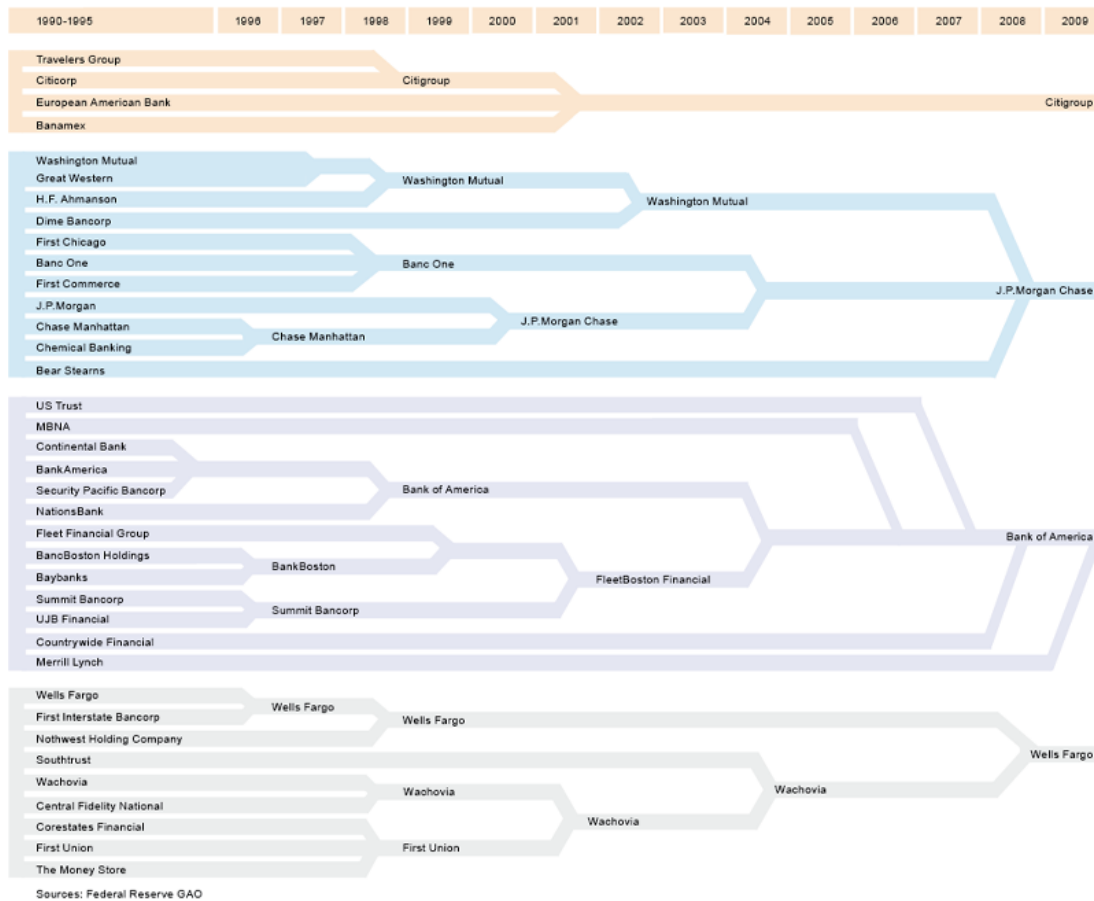 1990-1995 1996 1997 1998 1999 2000 2001 2002 2003 2004 2005 2006 2007 2008 2009
Travelers Group
Citicorp Citigroup
European American Bank Citigroup
Banamex
Washington Mutual
Great Western Washington Mutual
H.F. Ahmanson Washington Mutual
Dime Bancorp
First Chicago
Banc One Banc One
First Commerce J.P.Morgan Chase
J.P.Morgan
Chase Manhattan J.P.Morgan Chase
Chase Manhattan
Chemical Banking
Bear Stearns
US Trust
MBNA
Continental Bank
BankAmerica
Security Pacific Bancorp Bank of America
NationsBank
Fleet Financial Group Bank of America
BancBoston Holdings
BankBoston
Baybanks FleetBoston Financial
Summit Bancorp
Summit Bancorp
UJB Financial
Countrywide Financial
Merrill Lynch
Wells Fargo
Wells Fargo
First Interstate Bancorp Wells Fargo
Nothwest Holding Company
Southtrust Wells Fargo
Wachovia
Wachovia Wachovia
Central Fidelity National
Corestates Financial Wachovia
First Union First Union
The Money Store
Sources: Federal Reserve GAO